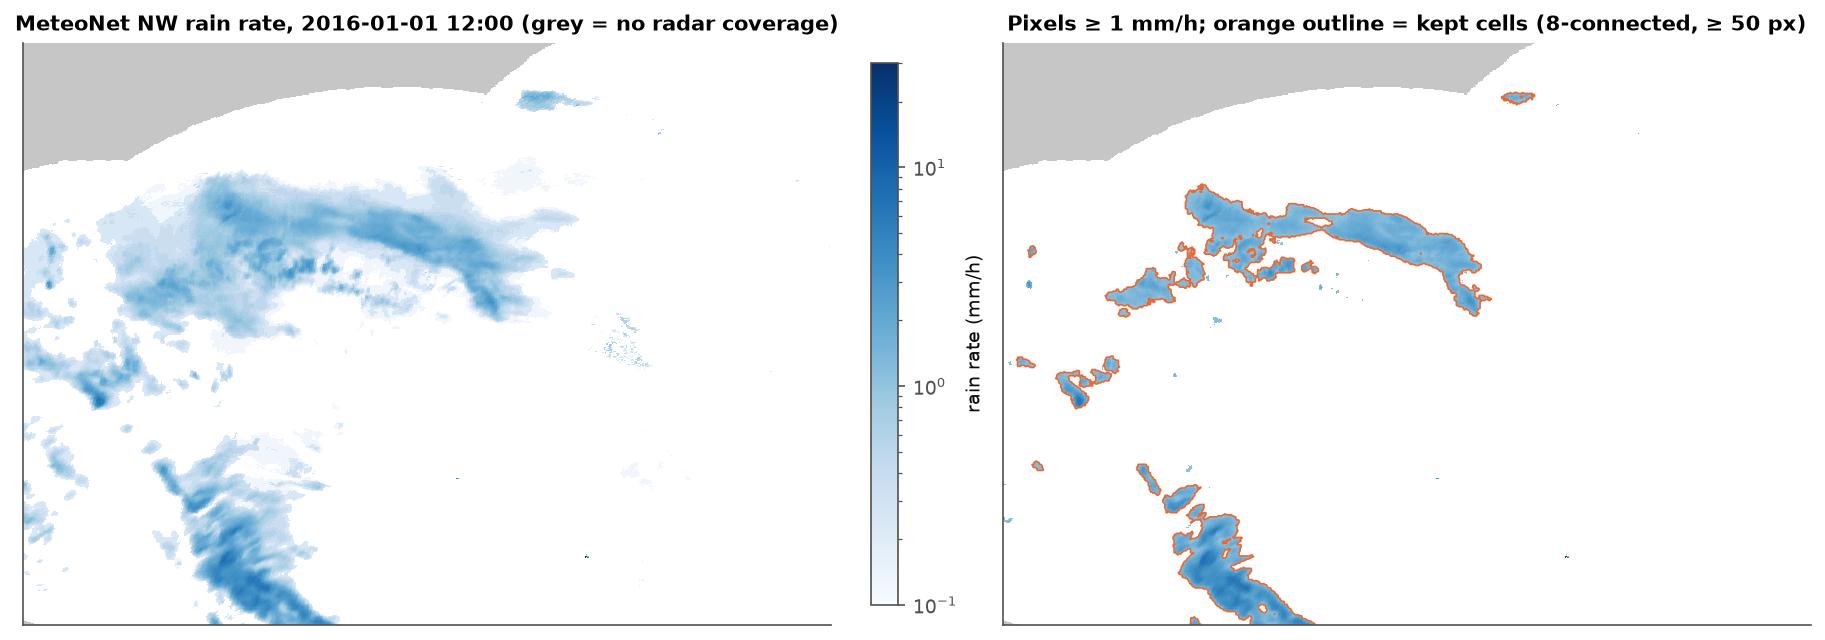 MeteoNet NW rain rate, 2016-01-01 12:00 (grey = no radar coverage)
Pixels ≥ 1 mm/h; orange outline = kept cells (8-connected, ≥ 50 px)
10¹
10⁰
10⁻¹
rain rate (mm/h)